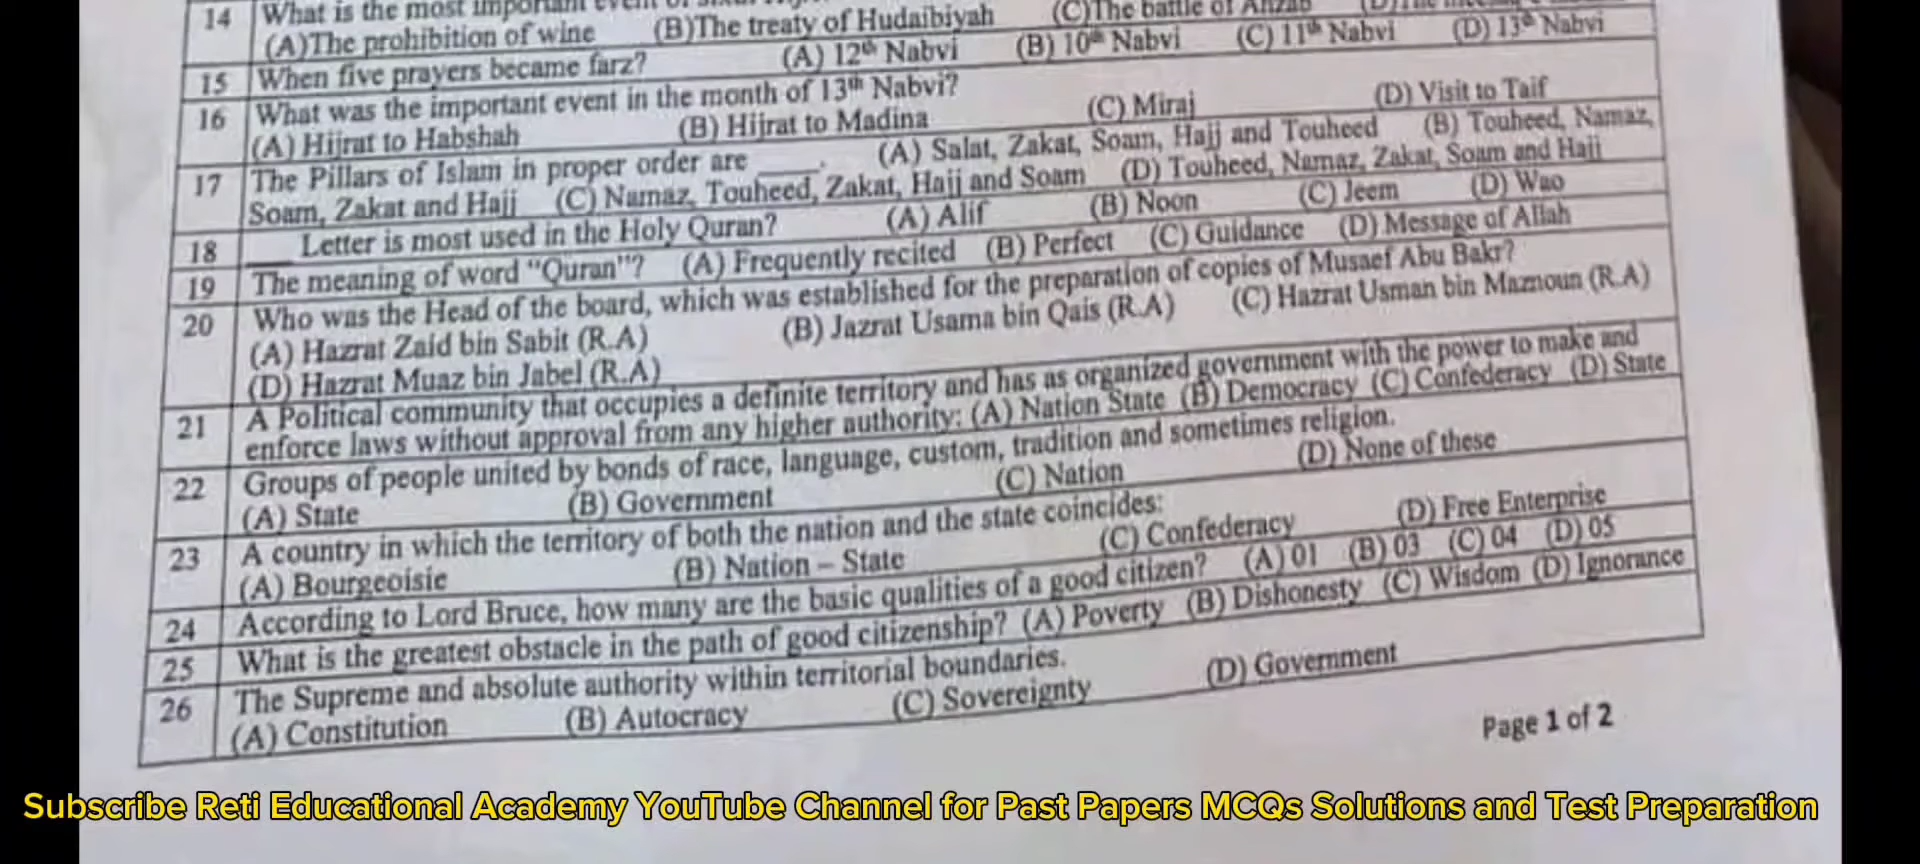 14 What is the most important event of
(A)The prohibition of wine (B)The treaty of Hudaibiyah (C)The battle of Ahzab
15 When five prayers became farz? (A) 12th Nabvi (B) 10th Nabvi (C) 11th Nabvi (D) 13th Nabvi
16 What was the important event in the month of 13th Nabvi?
(A) Hijrat to Habshah (B) Hijrat to Madina (C) Miraj (D) Visit to Taif
17 The Pillars of Islam in proper order are _____. (A) Salat, Zakat, Soam, Hajj and Touheed (B) Touheed, Namaz,
Soam, Zakat and Hajj (C) Namaz, Touheed, Zakat, Hajj and Soam (D) Touheed, Namaz, Zakat, Soam and Hajj
18 ____ Letter is most used in the Holy Quran? (A) Alif (B) Noon (C) Jeem (D) Wao
19 The meaning of word "Quran"? (A) Frequently recited (B) Perfect (C) Guidance (D) Message of Allah
20 Who was the Head of the board, which was established for the preparation of copies of Musaef Abu Bakr?
(A) Hazrat Zaid bin Sabit (R.A) (B) Jazrat Usama bin Qais (R.A) (C) Hazrat Usman bin Mamoun (R.A)
(D) Hazrat Muaz bin Jabel (R.A)
21 A Political community that occupies a definite territory and has as organized government with the power to make and
enforce laws without approval from any higher authority: (A) Nation State (B) Democracy (C) Confederacy (D) State
22 Groups of people united by bonds of race, language, custom, tradition and sometimes religion.
(A) State (B) Government (C) Nation (D) None of these
23 A country in which the territory of both the nation and the state coincides:
(A) Bourgeoisie (B) Nation – State (C) Confederacy (D) Free Enterprise
24 According to Lord Bruce, how many are the basic qualities of a good citizen? (A) 01 (B) 03 (C) 04 (D) 05
25 What is the greatest obstacle in the path of good citizenship? (A) Poverty (B) Dishonesty (C) Wisdom (D) Ignorance
26 The Supreme and absolute authority within territorial boundaries.
(A) Constitution (B) Autocracy (C) Sovereignty (D) Government
Page 1 of 2
Subscribe Reti Educational Academy YouTube Channel for Past Papers MCQs Solutions and Test Preparation